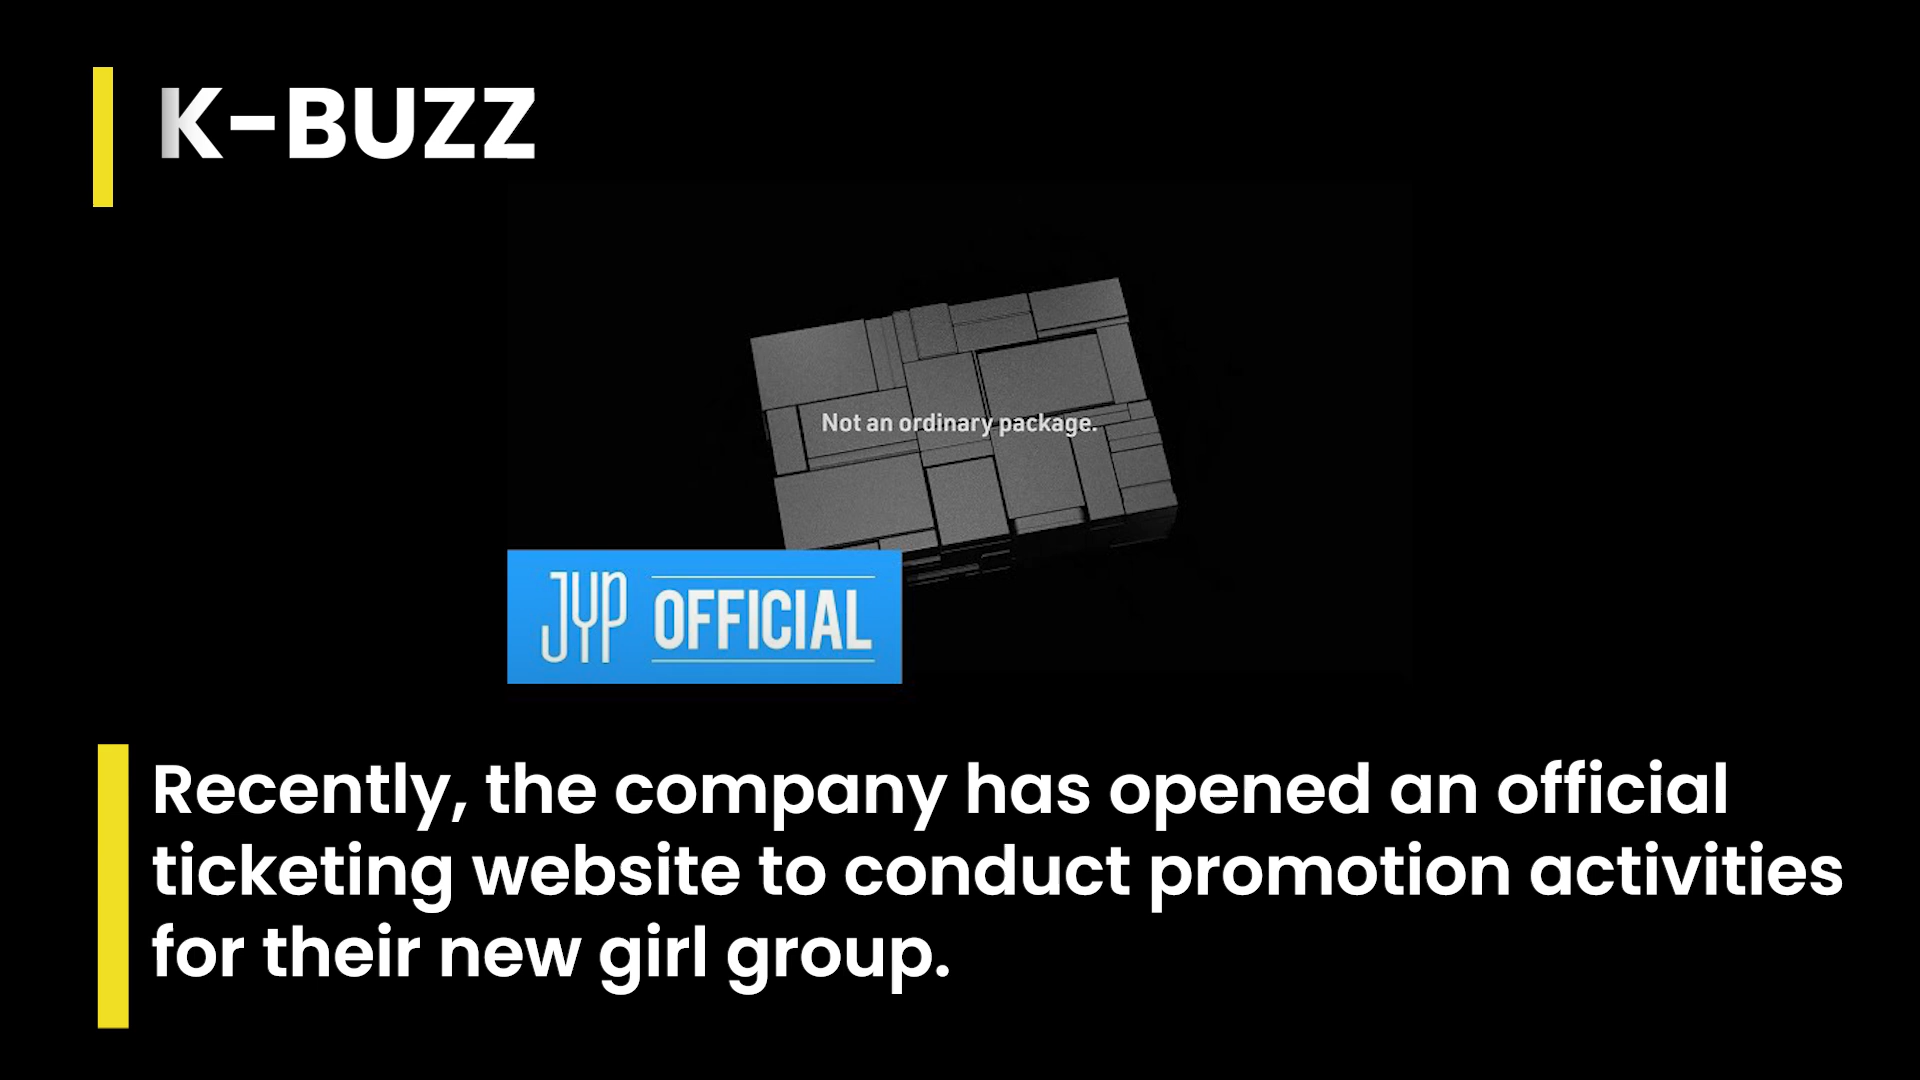 K-BUZZ
Not an ordinary package.
JYP OFFICIAL
Recently, the company has opened an official
ticketing website to conduct promotion activities
for their new girl group.